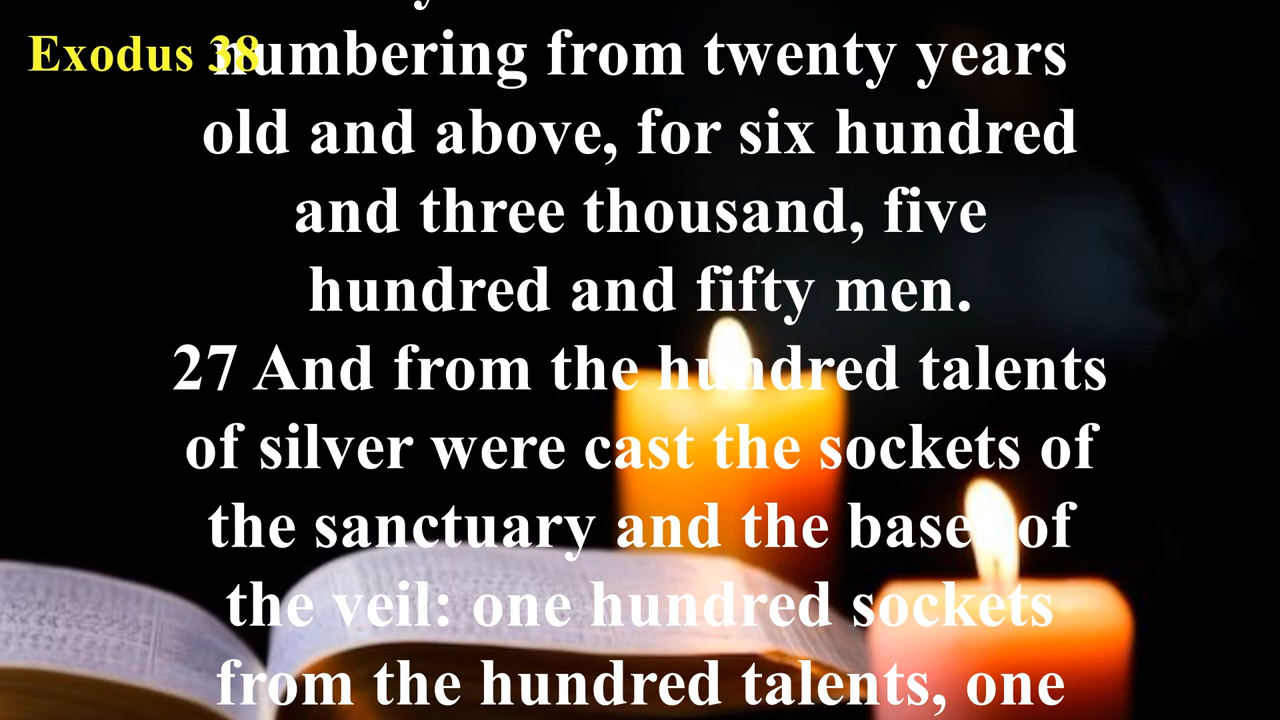 Exodus 38
numbering from twenty years
old and above, for six hundred
and three thousand, five
hundred and fifty men.
27 And from the hundred talents
of silver were cast the sockets of
the sanctuary and the bases of
the veil: one hundred sockets
from the hundred talents, one